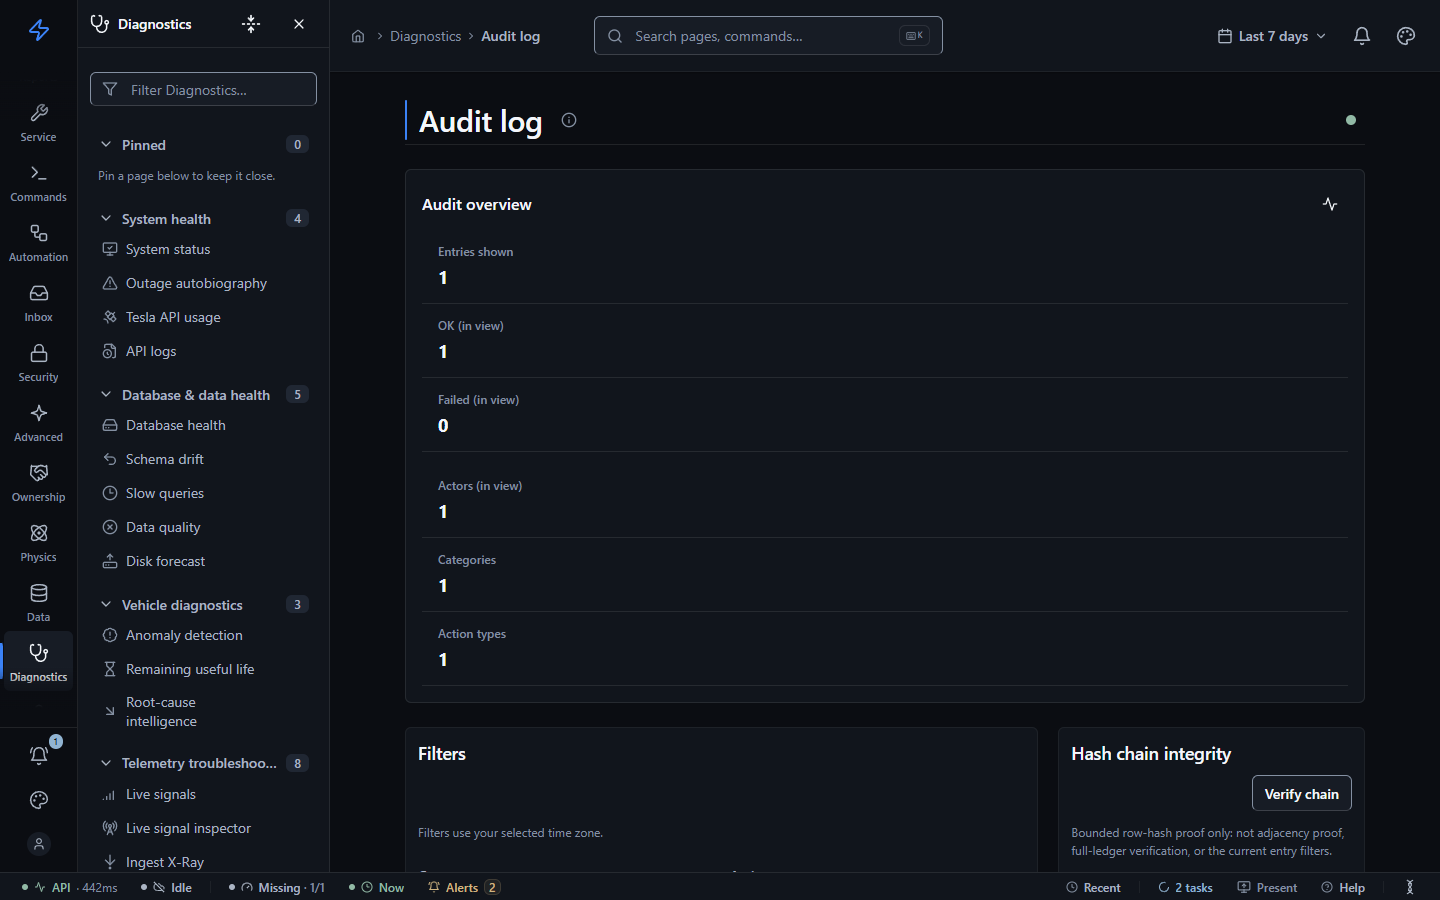 Diagnostics
Filter Diagnostics...
Pinned 0
Pin a page below to keep it close.
System health 4
System status
Outage autobiography
Tesla API usage
API logs
Database & data health 5
Database health
Schema drift
Slow queries
Data quality
Disk forecast
Vehicle diagnostics 3
Anomaly detection
Remaining useful life
Root-cause
intelligence
Telemetry troubleshoo... 8
Live signals
Live signal inspector
Ingest X-Ray
Service
Commands
Automation
Inbox
Security
Advanced
Ownership
Physics
Data
Diagnostics
1
Diagnostics
Audit log
Search pages, commands...
K
Last 7 days
Audit log
Audit overview
Entries shown
1
OK (in view)
1
Failed (in view)
0
Actors (in view)
1
Categories
1
Action types
1
Filters
Filters use your selected time zone.
Hash chain integrity
Verify chain
Bounded row-hash proof only: not adjacency proof,
full-ledger verification, or the current entry filters.
API · 442ms
Idle
Missing · 1/1
Now
Alerts 2
Recent
2 tasks
Present
Help